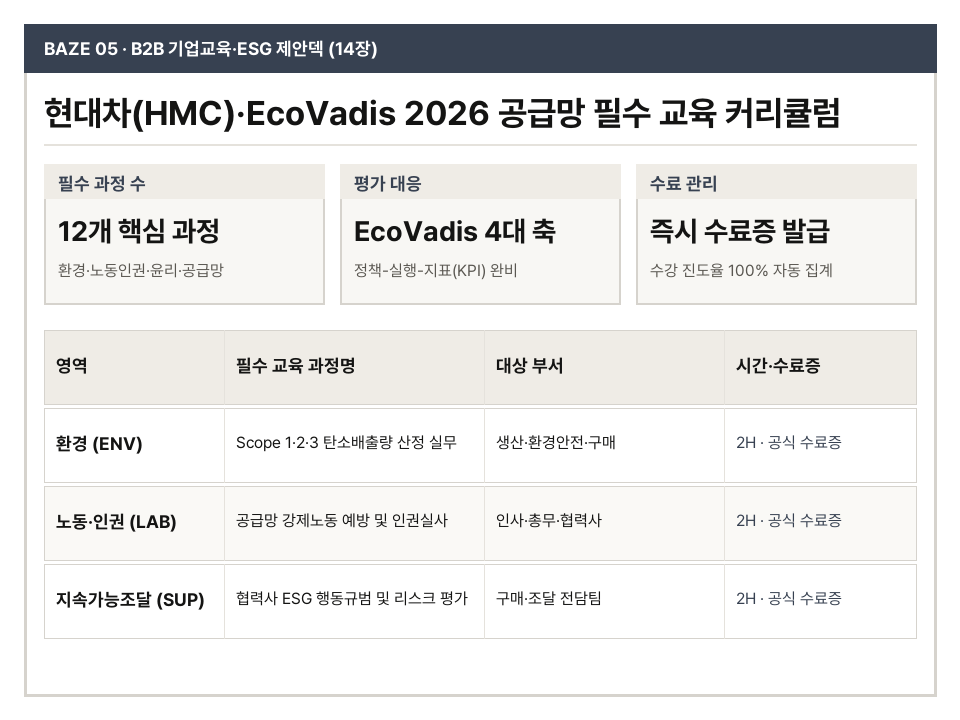 BAZE 05 · B2B 기업교육·ESG 제안덱 (14장)
현대차(HMC)·EcoVadis 2026 공급망 필수 교육 커리큘럼
필수 과정 수
12개 핵심 과정
환경·노동인권·윤리·공급망
평가 대응
EcoVadis 4대 축
정책-실행-지표(KPI) 완비
수료 관리
즉시 수료증 발급
수강 진도율 100% 자동 집계
영역 필수 교육 과정명 대상 부서 시간·수료증
환경 (ENV) Scope 1·2·3 탄소배출량 산정 실무 생산·환경안전·구매 2H · 공식 수료증
노동·인권 (LAB) 공급망 강제노동 예방 및 인권실사 인사·총무·협력사 2H · 공식 수료증
지속가능조달 (SUP) 협력사 ESG 행동규범 및 리스크 평가 구매·조달 전담팀 2H · 공식 수료증